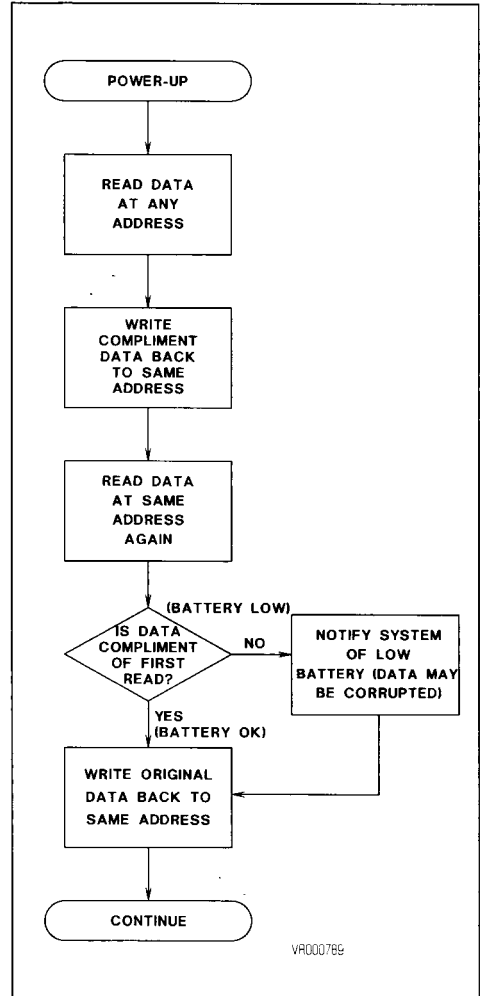 POWER-UP
READ DATA
AT ANY
ADDRESS
WRITE
COMPLIMENT
DATA BACK
TO SAME
ADDRESS
READ DATA
AT SAME
ADDRESS
AGAIN
(BATTERY LOW)
IS DATA
COMPLIMENT
OF FIRST
READ?
NO
NOTIFY SYSTEM
OF LOW
BATTERY (DATA MAY
BE CORRUPTED)
YES
(BATTERY OK)
WRITE ORIGINAL
DATA BACK TO
SAME ADDRESS
CONTINUE
VR000789